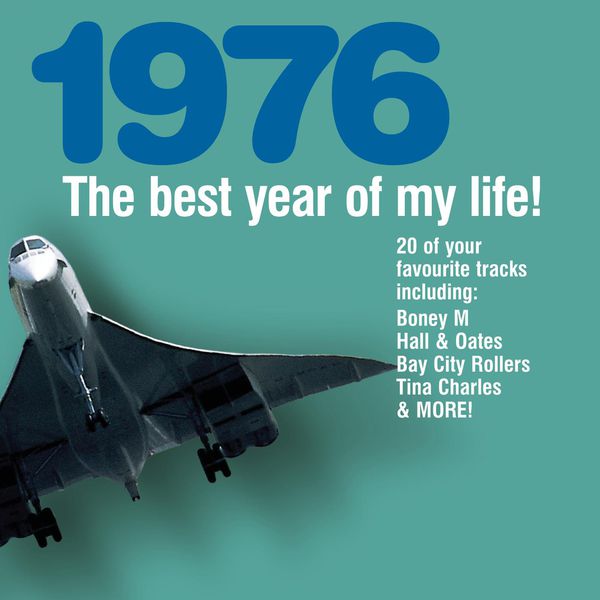 1976
The best year of my life!
20 of your
favourite tracks
including:
Boney M
Hall & Oates
Bay City Rollers
Tina Charles
& MORE!